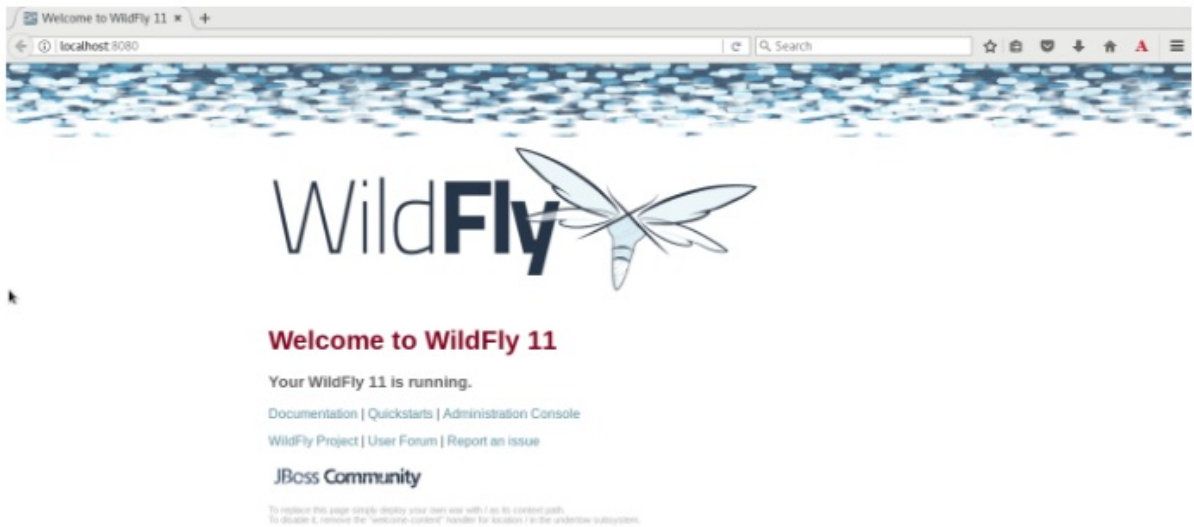 Welcome to WildFly 11
localhost:8080
Search
WildFly
Welcome to WildFly 11
Your WildFly 11 is running.
Documentation | Quickstarts | Administration Console
WildFly Project | User Forum | Report an issue
JBoss Community
To replace this page simply deploy your own war with / as its context path.
To disable it, remove the "welcome-content" handler for location / in the undertow subsystem.